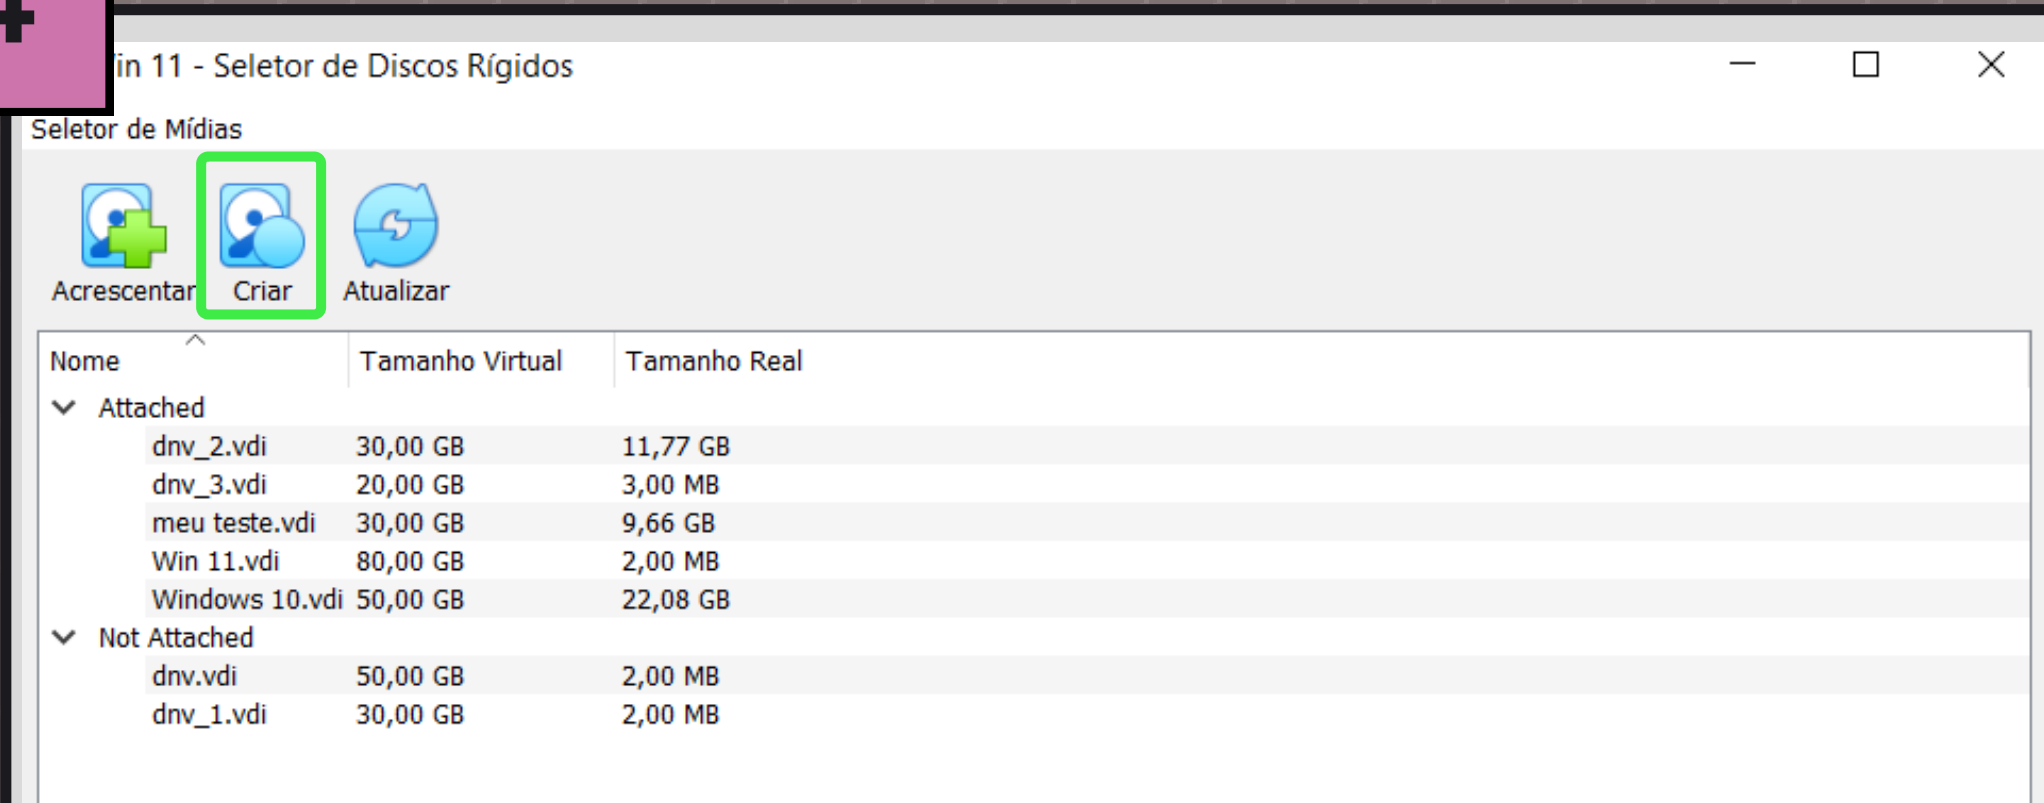 in 11 - Seletor de Discos Rígidos
Seletor de Mídias
Acrescentar Criar Atualizar
Nome Tamanho Virtual Tamanho Real
Attached
dnv_2.vdi 30,00 GB 11,77 GB
dnv_3.vdi 20,00 GB 3,00 MB
meu teste.vdi 30,00 GB 9,66 GB
Win 11.vdi 80,00 GB 2,00 MB
Windows 10.vdi 50,00 GB 22,08 GB
Not Attached
dnv.vdi 50,00 GB 2,00 MB
dnv_1.vdi 30,00 GB 2,00 MB